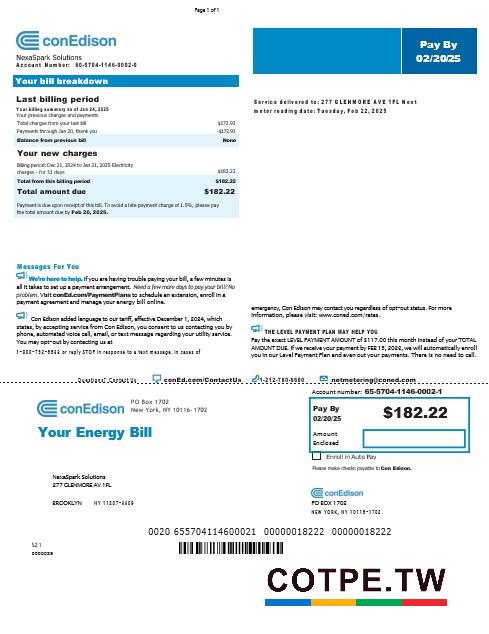 Page 1 of 1
conEdison
NexaSpark Solutions
Account Number: 60-5704-1146-0002-0
Pay By
02/20/25
Your bill breakdown
Last billing period
Your billing summary as of Jan 24, 2025
Your previous charges and payments
Total charges from your last bill $172.93
Payments through Jan 20, thank you -$172.93
Balance from previous bill None
Your new charges
Billing period: Dec 21, 2024 to Jan 21, 2025 Electricity
charges - for 31 days $182.22
Total from this billing period $182.22
Total amount due $182.22
Payment is due upon receipt of this bill. To avoid a late payment charge of 1.5%, please pay
the total amount due by Feb 20, 2025.
Service delivered to: 277 GLENMORE AVE 1FL Next
meter reading date: Tuesday, Feb 22, 2025
Messages For You
We're here to help. If you are having trouble paying your bill, a few minutes is
all it takes to set up a payment arrangement. Need a few more days to pay your bill? No
problem. Visit conEd.com/PaymentPlans to schedule an extension, enroll in a
payment agreement and manage your energy bill online.
Con Edison added language to our tariff, effective December 1, 2024, which
states, by accepting service from Con Edison, you consent to us contacting you by
phone, automated voice call, email, or text message regarding your utility service.
You may opt-out by contacting us at
1-800-752-6633 or reply STOP in response to a text message. In cases of
emergency, Con Edison may contact you regardless of opt-out status. For more
information, please visit: www.coned.com/rates.
THE LEVEL PAYMENT PLAN MAY HELP YOU
Pay the exact LEVEL PAYMENT AMOUNT of $117.00 this month instead of your TOTAL
AMOUNT DUE. If we receive your payment by FEB 15, 2025, we will automatically enroll
you in our Level Payment Plan and even out your payments. There is no need to call.
Questions? Contact Us conEd.com/ContactUs 1-212-780-6600 netmetering@coned.com
conEdison
PO Box 1702
New York, NY 10116-1702
Your Energy Bill
Account number: 65-5704-1146-0002-1
Pay By
02/20/25
$182.22
Amount
Enclosed
Enroll in Auto Pay
Please make checks payable to Con Edison.
NexaSpark Solutions
277 GLENMORE AV 1FL
BROOKLYN NY 11207-3309
conEdison
PO BOX 1702
NEW YORK, NY 10116-1702
0020 655704114600021 00000018222 00000018222
521
0000025
COTPE.TW